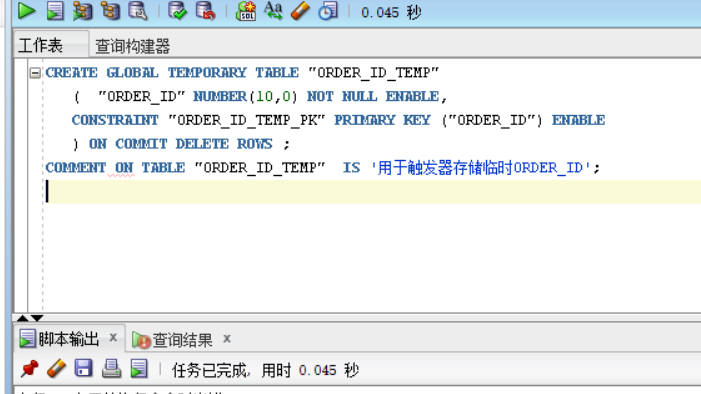 SQL Aa 0.045 秒
工作表 查询构建器
CREATE GLOBAL TEMPORARY TABLE "ORDER_ID_TEMP"
( "ORDER_ID" NUMBER(10,0) NOT NULL ENABLE,
CONSTRAINT "ORDER_ID_TEMP_PK" PRIMARY KEY ("ORDER_ID") ENABLE
) ON COMMIT DELETE ROWS ;
COMMENT ON TABLE "ORDER_ID_TEMP" IS '用于触发器存储临时ORDER_ID';
脚本输出 x 查询结果 x
任务已完成, 用时 0.045 秒